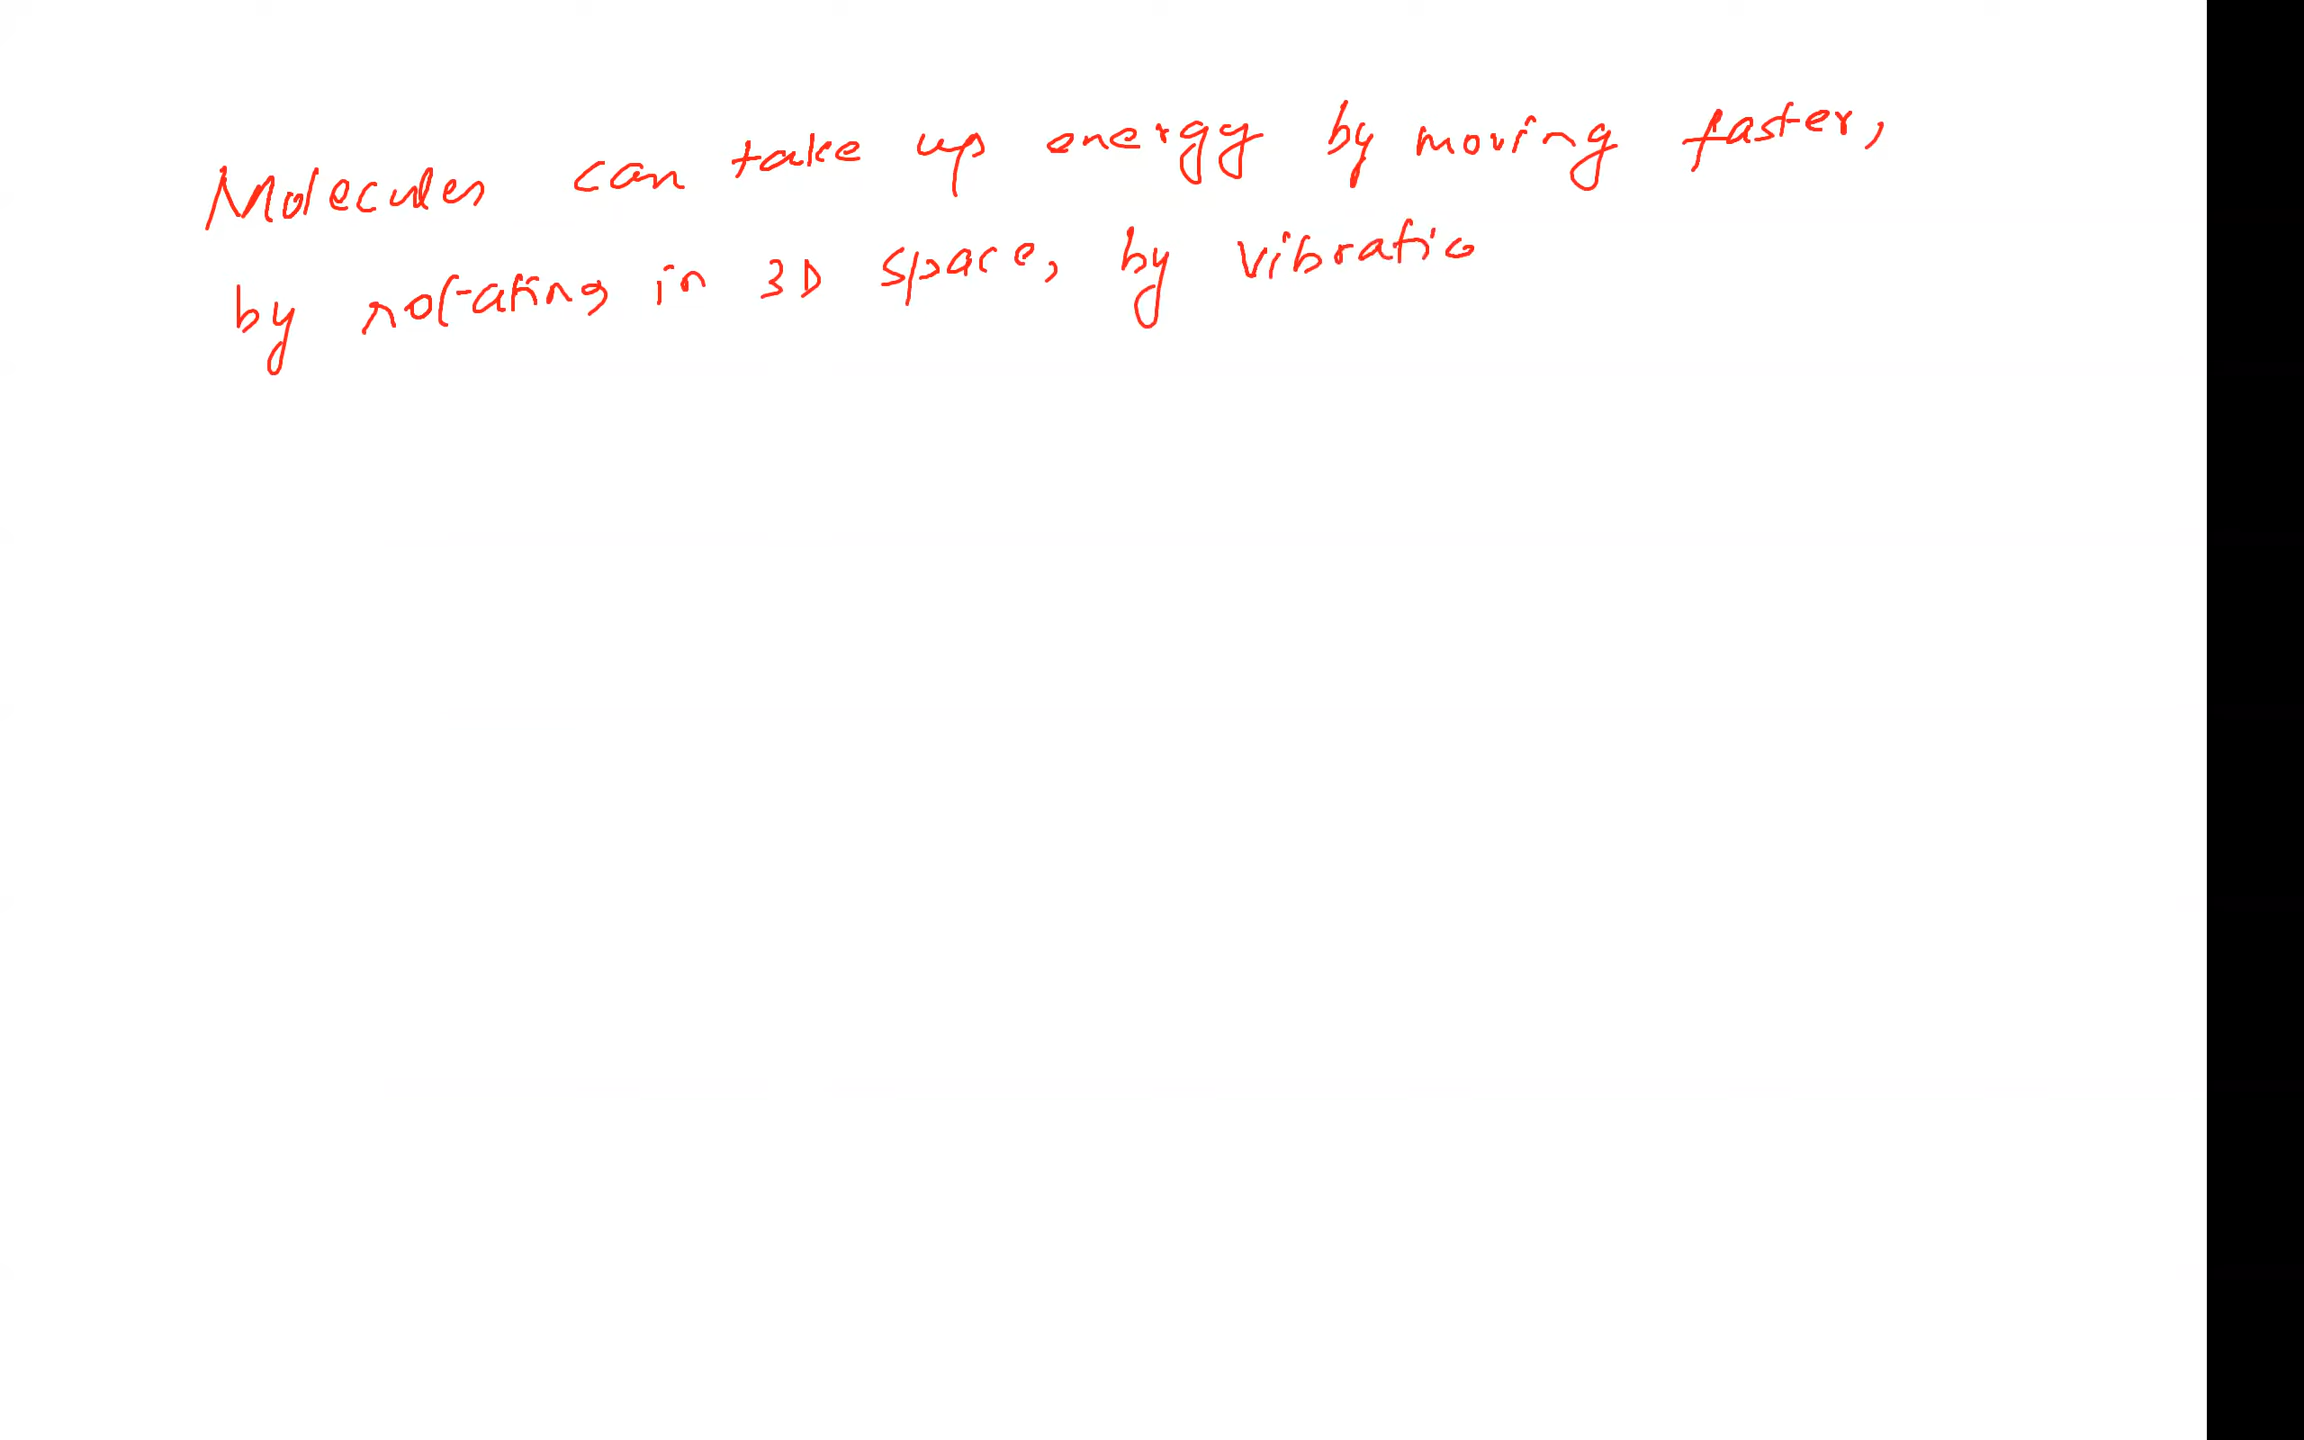 Molecules can take up energy by moving faster,
by rotating in 3D space, by vibratio